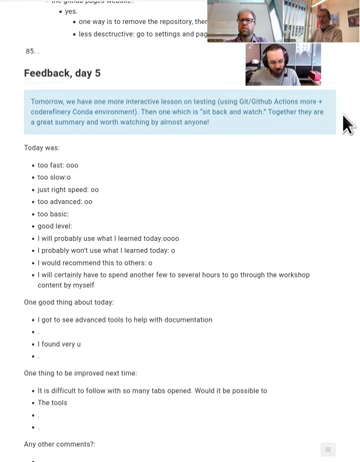 yes.
one way is to remove the repository, ther
less desctructive: go to settings and pag
85. .
Feedback, day 5
Tomorrow, we have one more interactive lesson on testing (using Git/Github Actions more +
coderefinery Conda environment). Then one which is "sit back and watch." Together they are
a great summary and worth watching by almost anyone!
Today was:
too fast: ooo
too slow:o
just right speed: oo
too advanced: oo
too basic:
good level:
I will probably use what I learned today:oooo
I probably won't use what I learned today: o
I would recommend this to others: o
I will certainly have to spend another few to several hours to go through the workshop
content by myself
One good thing about today:
I got to see advanced tools to help with documentation
.
I found very u
.
One thing to be improved next time:
It is difficult to follow with so many tabs opened. Would it be possible to
The tools
.
.
Any other comments?: